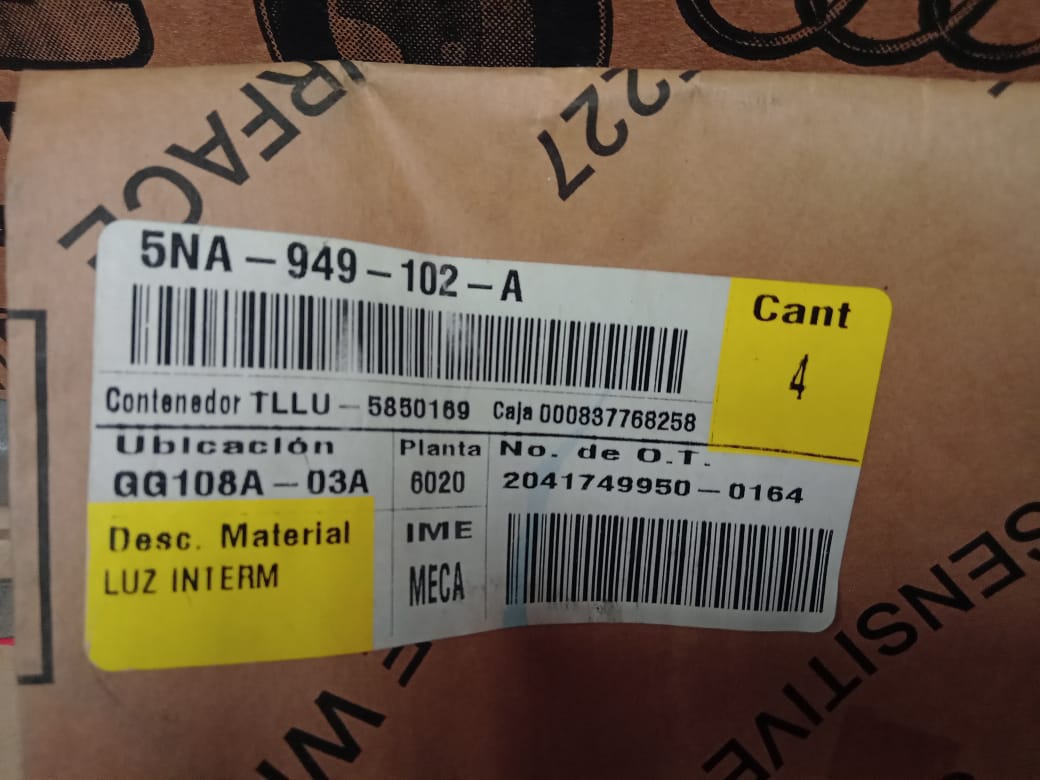 5NA-949-102-A
Cant
4
Contenedor TLLU-5850169 Caja 000837768258
Ubicación
GG108A-03A
Planta
6020
No. de O.T.
2041749950-0164
Desc. Material
LUZ INTERM
IME
MECA
RFACE
227
SENSITIVE